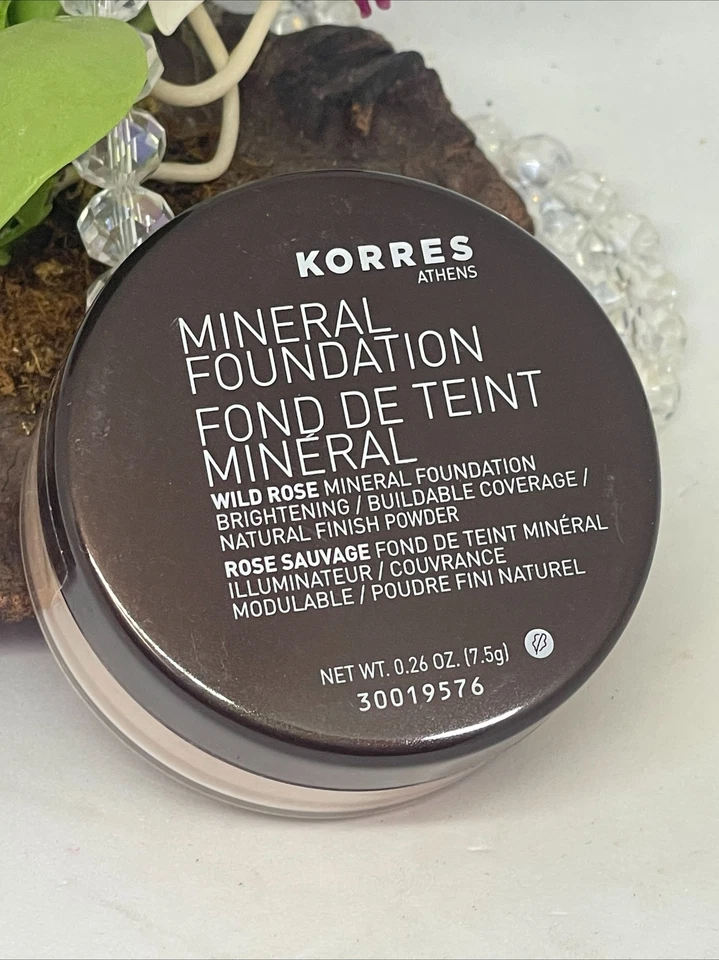 KORRES
ATHENS
MINERAL
FOUNDATION
FOND DE TEINT
MINÉRAL
WILD ROSE MINERAL FOUNDATION
BRIGHTENING / BUILDABLE COVERAGE /
NATURAL FINISH POWDER
ROSE SAUVAGE FOND DE TEINT MINÉRAL
ILLUMINATEUR / COUVRANCE
MODULABLE / POUDRE FINI NATUREL
NET WT. 0.26 OZ. (7.5g)
30019576